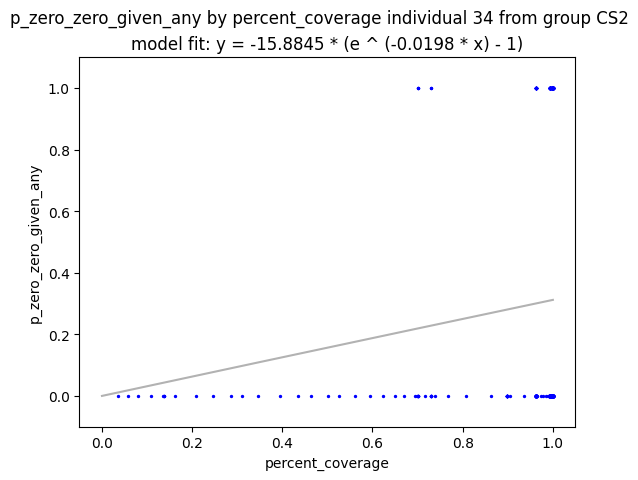 p_zero_zero_given_any by percent_coverage individual 34 from group CS2
model fit: y = -15.8845 * (e ^ (-0.0198 * x) - 1)
1.0
0.8
0.6
0.4
0.2
0.0
p_zero_zero_given_any
0.0 0.2 0.4 0.6 0.8 1.0
percent_coverage